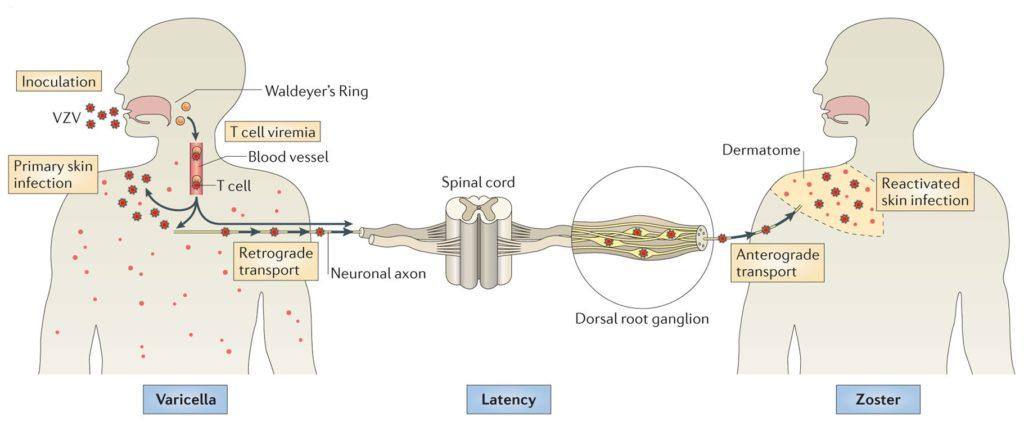 Inoculation
VZV
Waldeyer's Ring
T cell viremia
Blood vessel
T cell
Primary skin
infection
Retrograde
transport
Neuronal axon
Spinal cord
Dorsal root ganglion
Dermatome
Reactivated
skin infection
Anterograde
transport
Varicella
Latency
Zoster